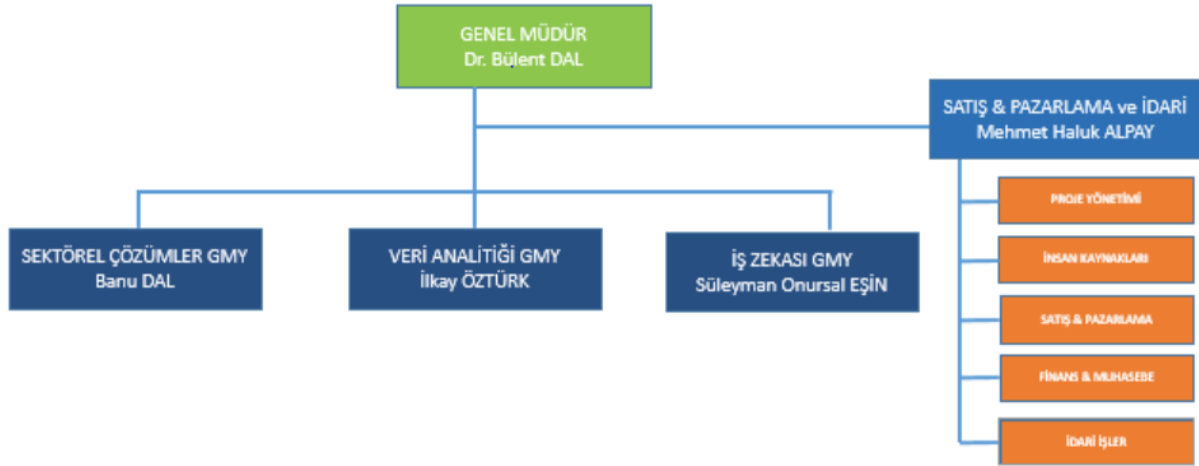 GENEL MÜDÜR
Dr. Bülent DAL
SATIŞ & PAZARLAMA ve İDARİ
Mehmet Haluk ALPAY
PROJE YÖNETİMİ
İNSAN KAYNAKLARI
SATIŞ & PAZARLAMA
FİNANS & MUHASEBE
İDARİ İŞLER
SEKTÖREL ÇÖZÜMLER GMY
Banu DAL
VERİ ANALİTİĞİ GMY
İlkay ÖZTÜRK
İŞ ZEKASI GMY
Süleyman Onursal EŞİN